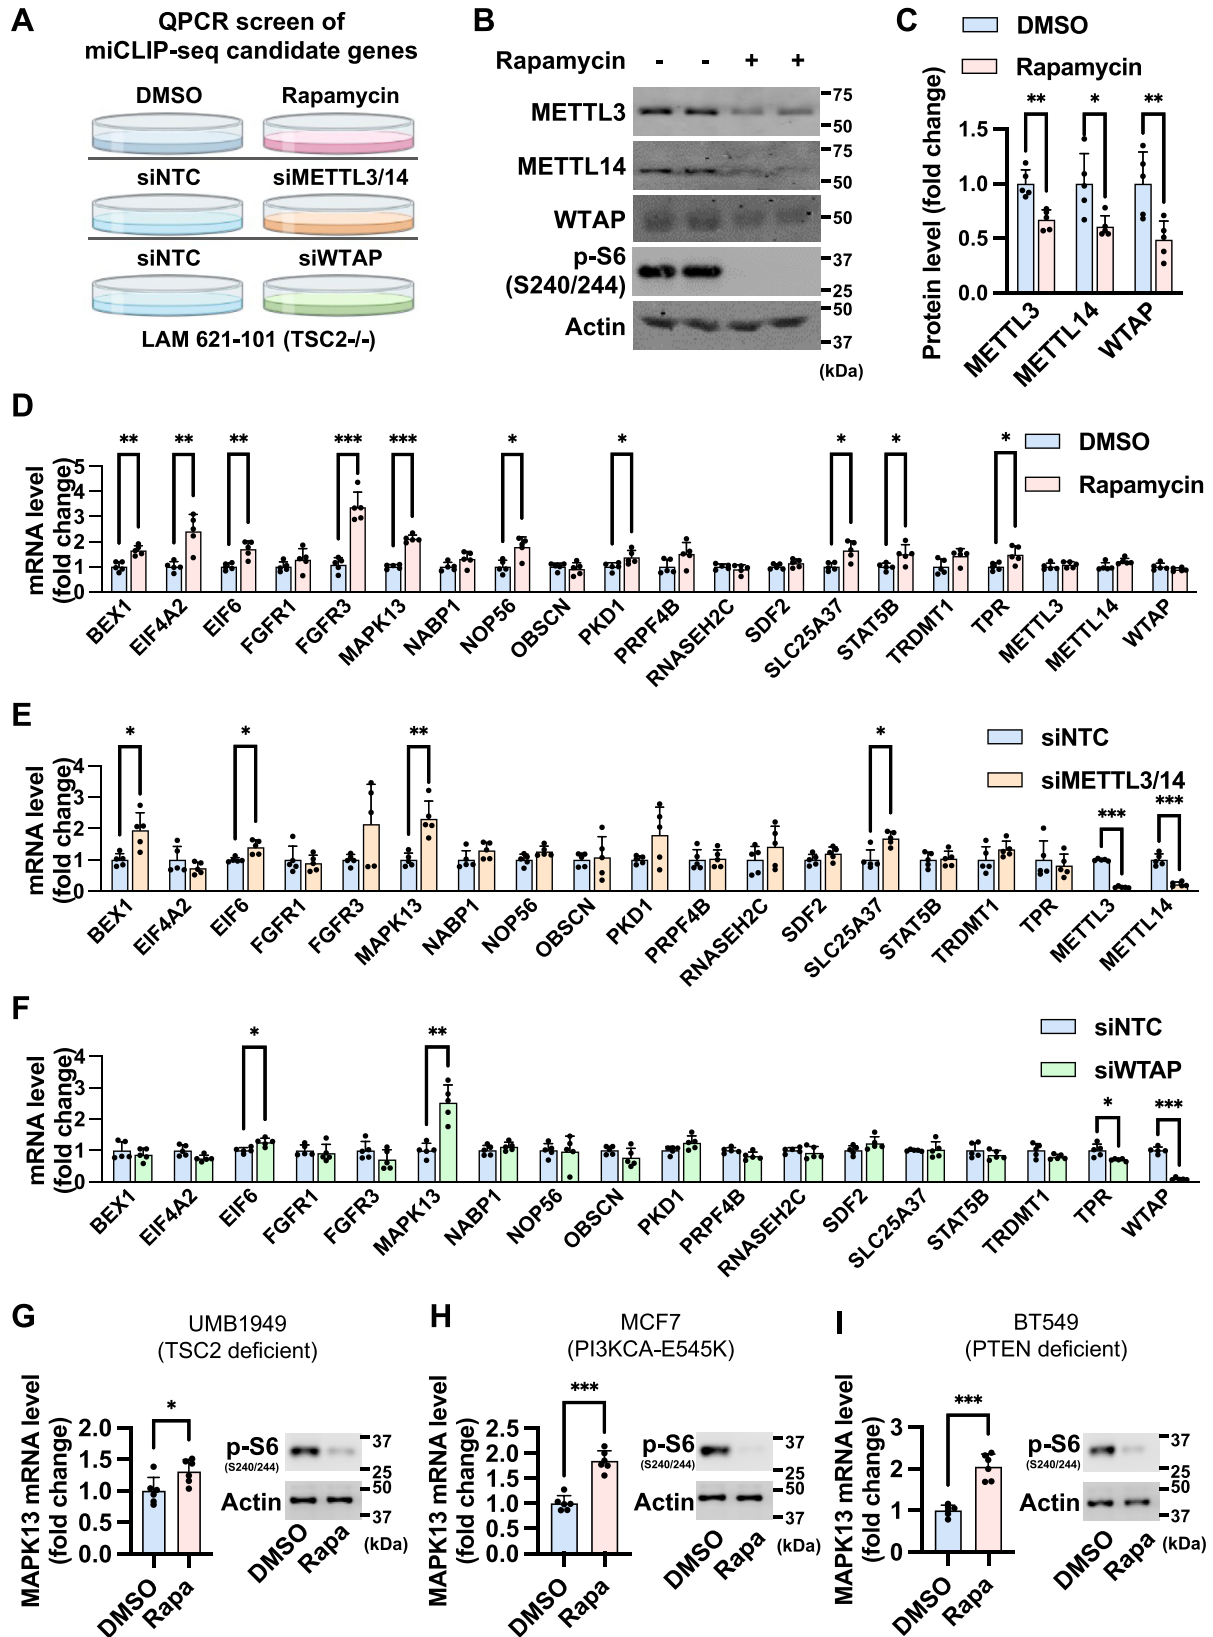 A
QPCR screen of
miCLIP-seq candidate genes
DMSO Rapamycin
siNTC siMETTL3/14
siNTC siWTAP
LAM 621-101 (TSC2-/-)
B
Rapamycin - - + +
METTL3
75
50
METTL14
75
50
WTAP
50
p-S6
(S240/244)
37
25
Actin
50
37
(kDa)
C
DMSO
Rapamycin
** * **
Protein level (fold change)
1.5
1.0
0.5
0.0
METTL3 METTL14 WTAP
D
DMSO
Rapamycin
** ** ** *** *** * * * * *
mRNA level
(fold change)
5
4
3
2
1
0
BEX1 EIF4A2 EIF6 FGFR1 FGFR3 MAPK13 NABP1 NOP56 OBSCN PKD1 PRPF4B RNASEH2C SDF2 SLC25A37 STAT5B TRDMT1 TPR METTL3 METTL14 WTAP
E
siNTC
siMETTL3/14
* * ** * *** ***
mRNA level
(fold change)
4
3
2
1
0
BEX1 EIF4A2 EIF6 FGFR1 FGFR3 MAPK13 NABP1 NOP56 OBSCN PKD1 PRPF4B RNASEH2C SDF2 SLC25A37 STAT5B TRDMT1 TPR METTL3 METTL14
F
siNTC
siWTAP
* ** * ***
mRNA level
(fold change)
4
3
2
1
0
BEX1 EIF4A2 EIF6 FGFR1 FGFR3 MAPK13 NABP1 NOP56 OBSCN PKD1 PRPF4B RNASEH2C SDF2 SLC25A37 STAT5B TRDMT1 TPR WTAP
G
UMB1949
(TSC2 deficient)
MAPK13 mRNA level
(fold change)
*
2.0
1.5
1.0
0.5
0.0
DMSO Rapa
p-S6
(S240/244)
37
25
Actin
50
37
DMSO Rapa (kDa)
H
MCF7
(PI3KCA-E545K)
MAPK13 mRNA level
(fold change)
***
2.5
2.0
1.5
1.0
0.5
0.0
DMSO Rapa
p-S6
(S240/244)
37
25
Actin
50
37
DMSO Rapa (kDa)
I
BT549
(PTEN deficient)
MAPK13 mRNA level
(fold change)
***
3
2
1
0
DMSO Rapa
p-S6
(S240/244)
37
25
Actin
50
37
DMSO Rapa (kDa)